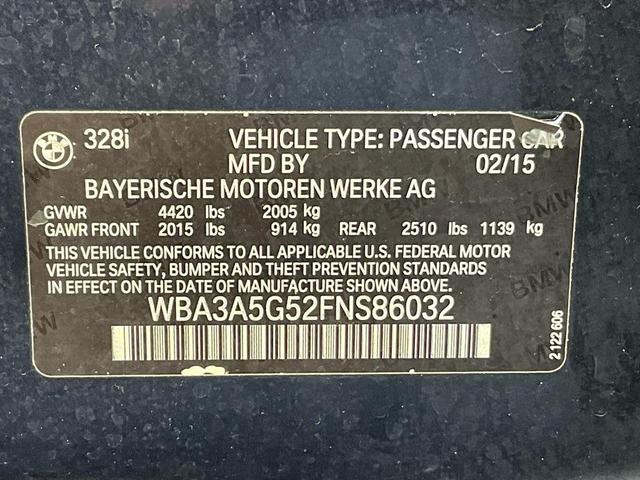 328i VEHICLE TYPE: PASSENGER CAR
MFD BY 02/15
BAYERISCHE MOTOREN WERKE AG
GVWR 4420 lbs 2005 kg
GAWR FRONT 2015 lbs 914 kg REAR 2510 lbs 1139 kg
THIS VEHICLE CONFORMS TO ALL APPLICABLE U.S. FEDERAL MOTOR
VEHICLE SAFETY, BUMPER AND THEFT PREVENTION STANDARDS
IN EFFECT ON THE DATE OF MANUFACTURE SHOWN ABOVE.
WBA3A5G52FNS86032
2 122 606